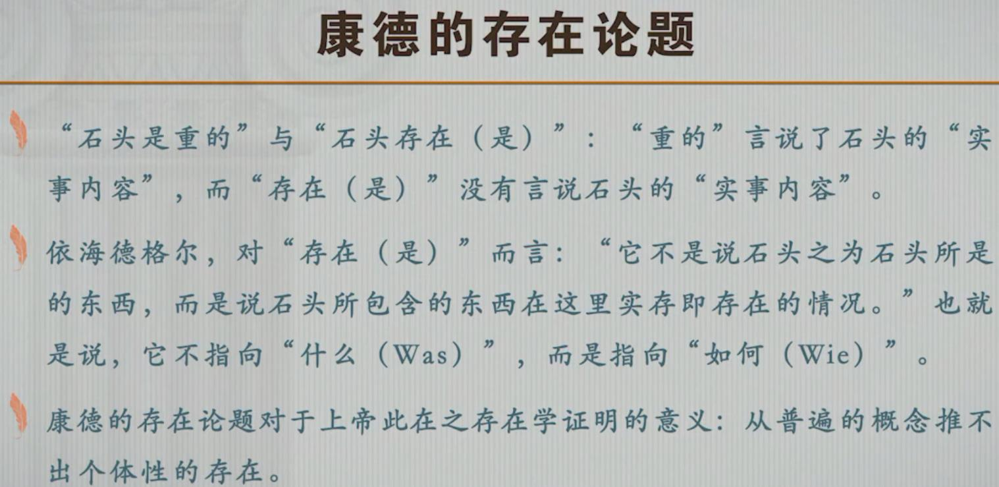 康德的存在论题
“石头是重的”与“石头存在（是）”：“重的”言说了石头的“实
事内容”，而“存在（是）”没有言说石头的“实事内容”。
依海德格尔，对“存在（是）”而言：“它不是说石头之为石头所是
的东西，而是说石头所包含的东西在这里实存即存在的情况。”也就
是说，它不指向“什么（Was）”，而是指向“如何（Wie）”。
康德的存在论题对于上帝此在之存在学证明的意义：从普遍的概念推不
出个体性的存在。